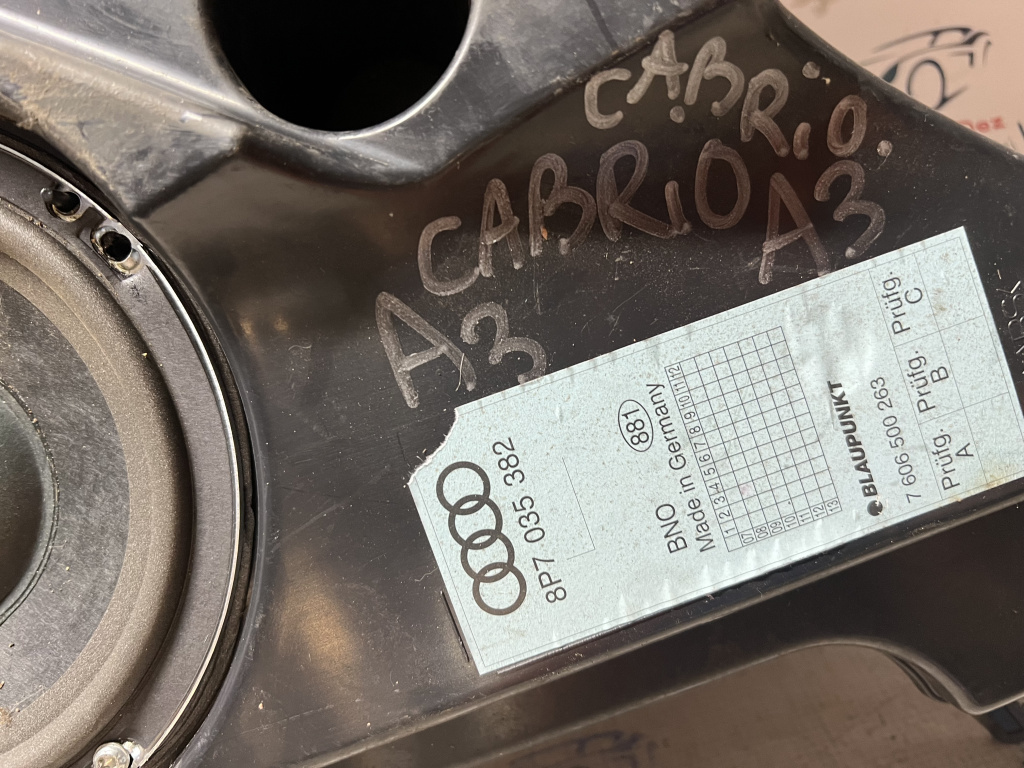 CABRIO.
A3
CABRIO
A3
8P7 035 382
BNO
881
Made in Germany
1 2 3 4 5 6 7 8 9 10 11 12
07
08
09
10
11
12
13
BLAUPUNKT
7 606 500 263
Prüfg. Prüfg. Prüfg.
A B C